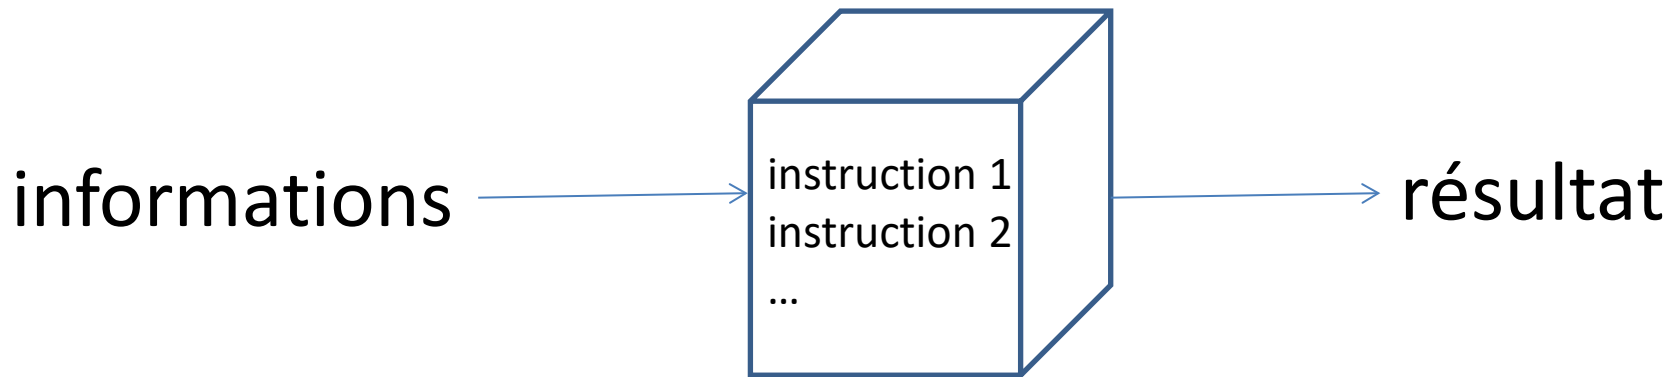 informations
instruction 1
instruction 2
...
résultat